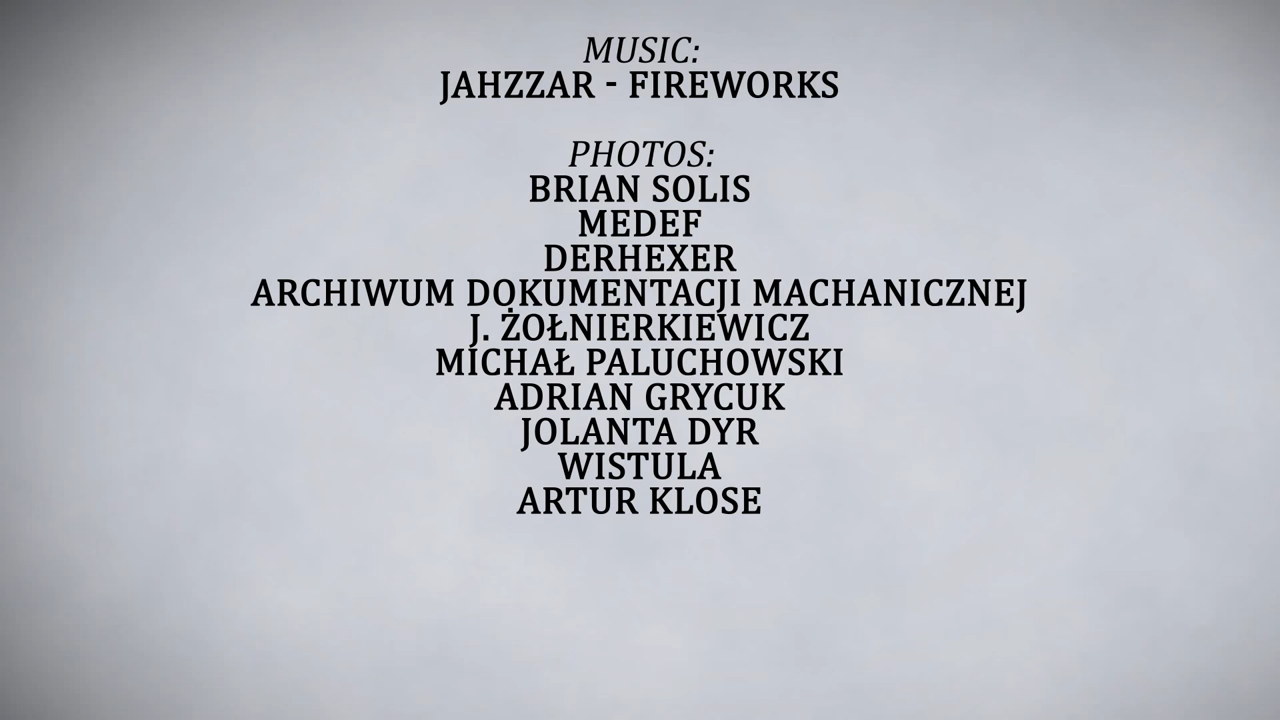 MUSIC:
JAHZZAR - FIREWORKS
PHOTOS:
BRIAN SOLIS
MEDEF
DERHEXER
ARCHIWUM DOKUMENTACJI MACHANICZNEJ
J. ŻOŁNIERKIEWICZ
MICHAŁ PALUCHOWSKI
ADRIAN GRYCUK
JOLANTA DYR
WISTULA
ARTUR KLOSE